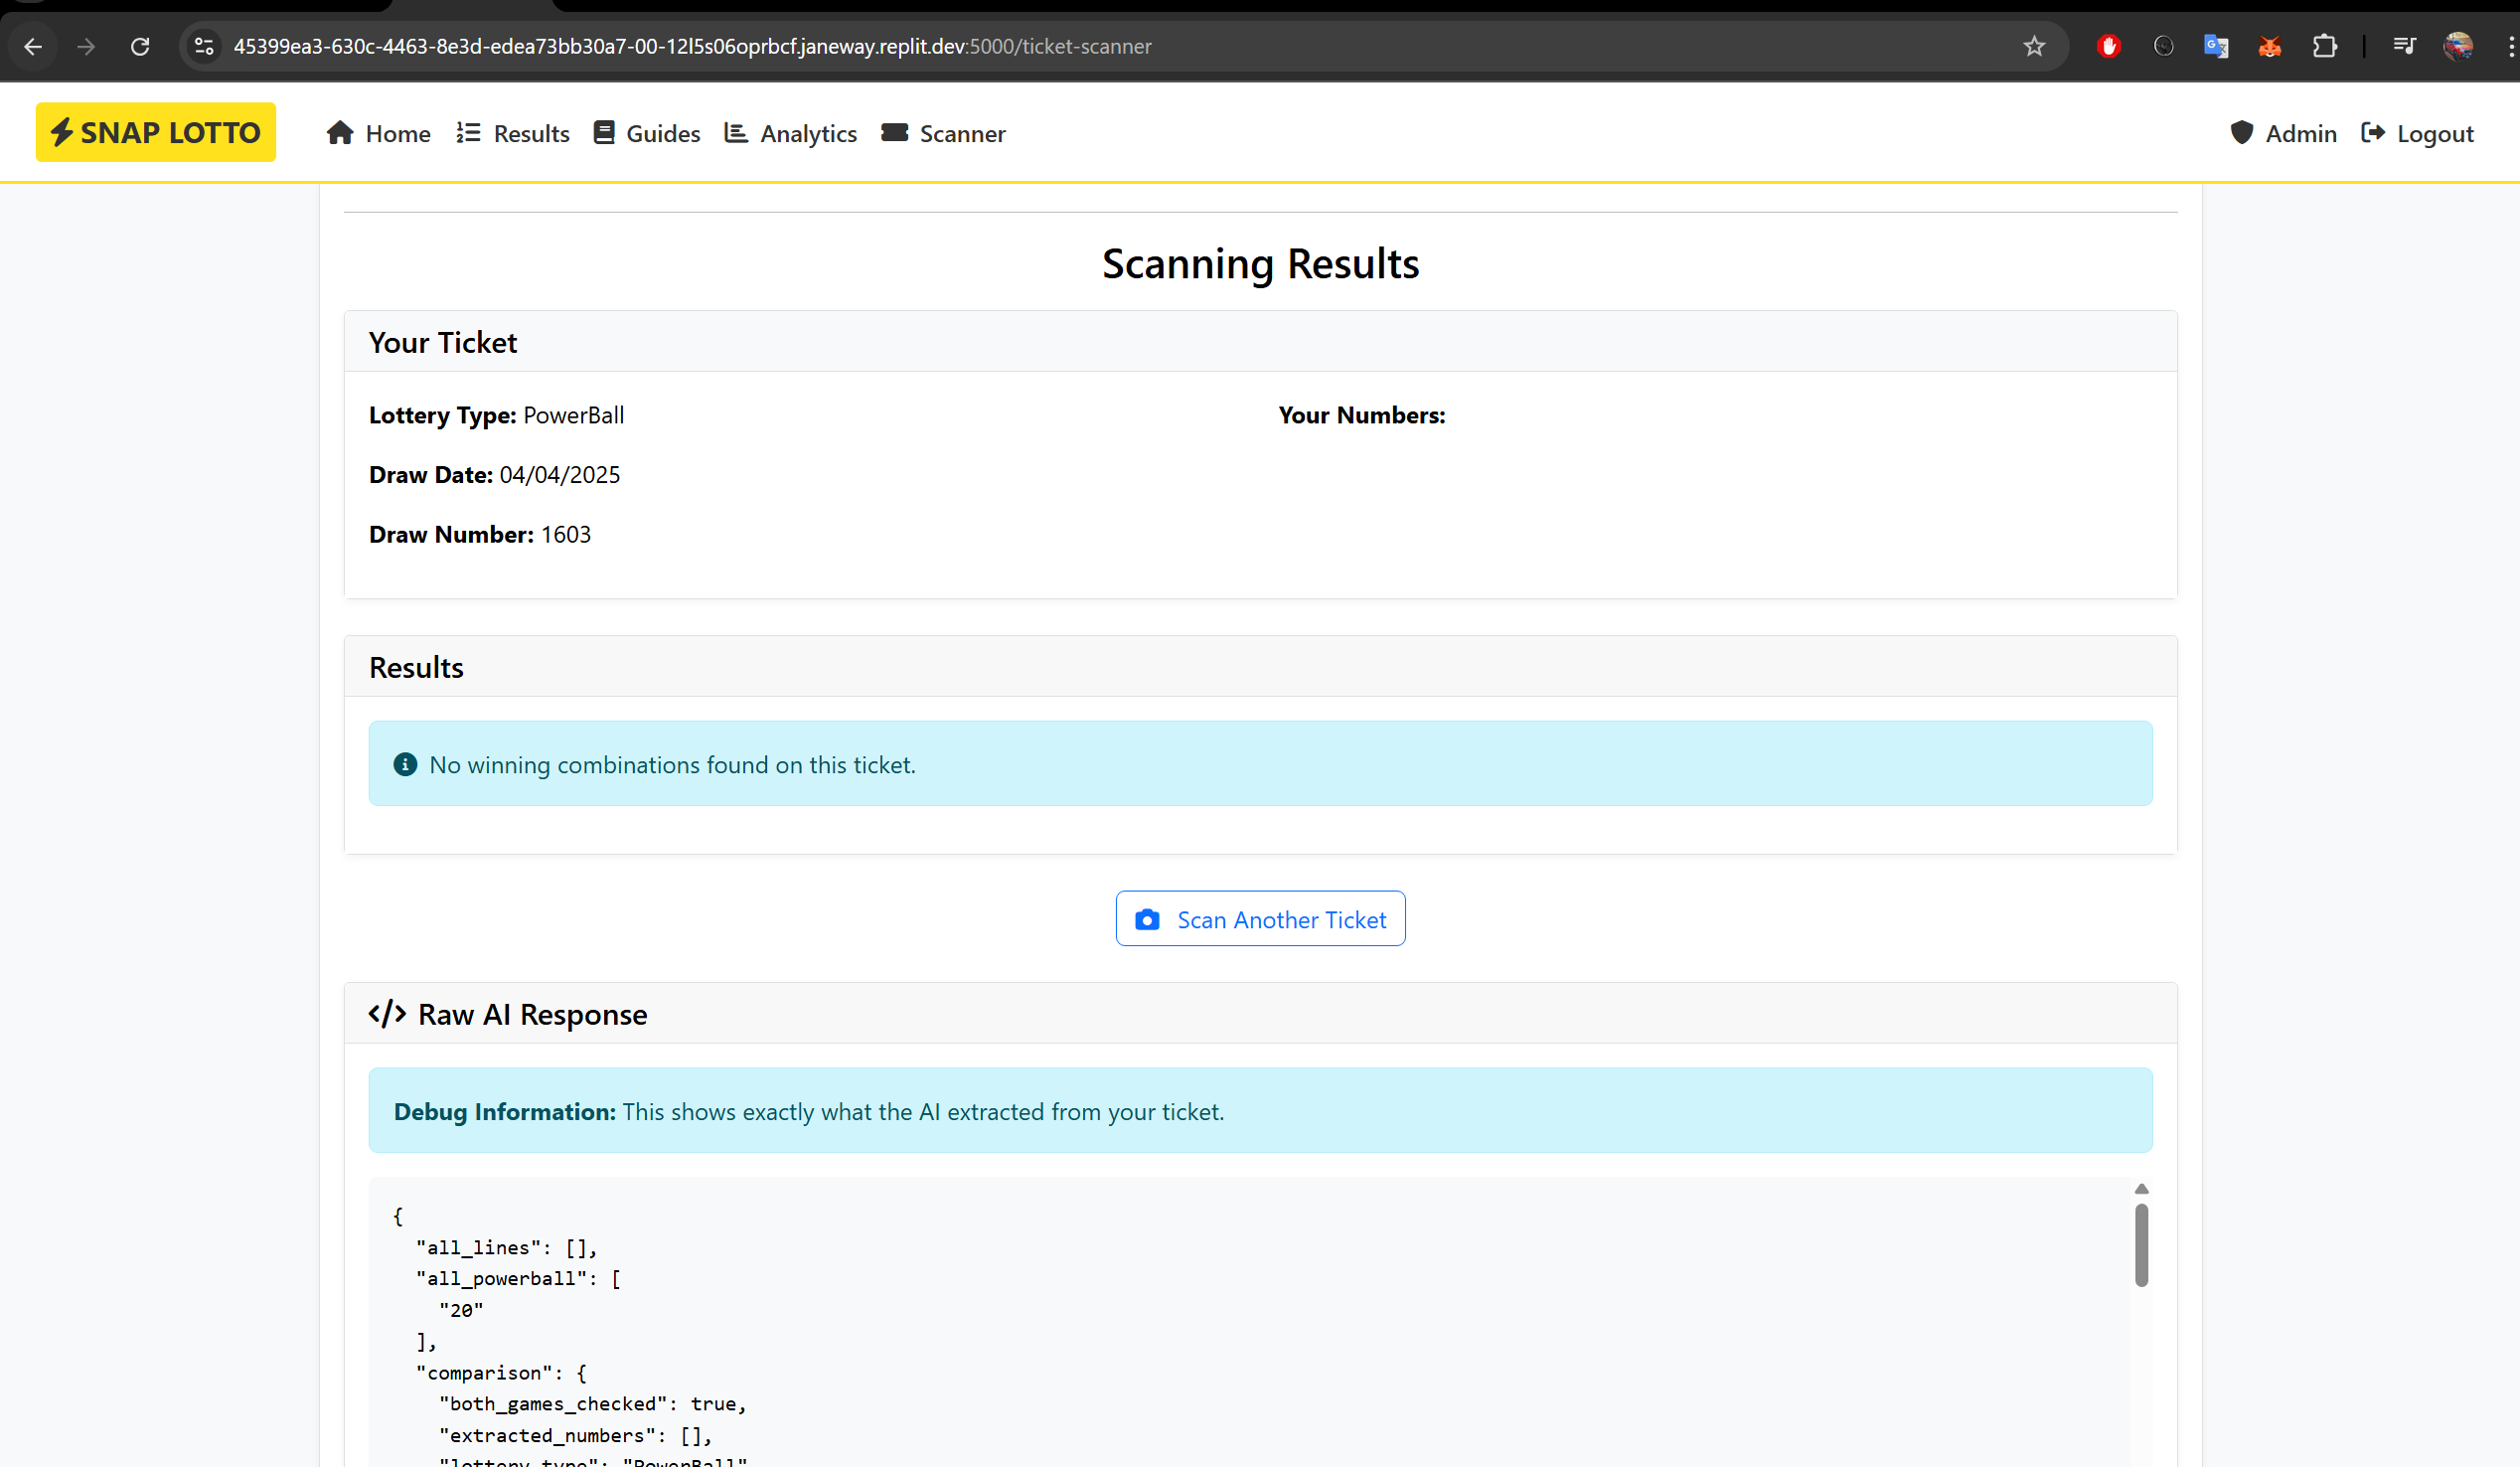 45399ea3-630c-4463-8e3d-edea73bb30a7-00-12l5s06oprbcf.janeway.replit.dev:5000/ticket-scanner
SNAP LOTTO Home Results Guides Analytics Scanner Admin Logout
Scanning Results
Your Ticket
Lottery Type: PowerBall
Your Numbers:
Draw Date: 04/04/2025
Draw Number: 1603
Results
No winning combinations found on this ticket.
Scan Another Ticket
</> Raw AI Response
Debug Information: This shows exactly what the AI extracted from your ticket.
{
"all_lines": [],
"all_powerball": [
"20"
],
"comparison": {
"both_games_checked": true,
"extracted_numbers": [],
"lottery_type": "PowerBall"